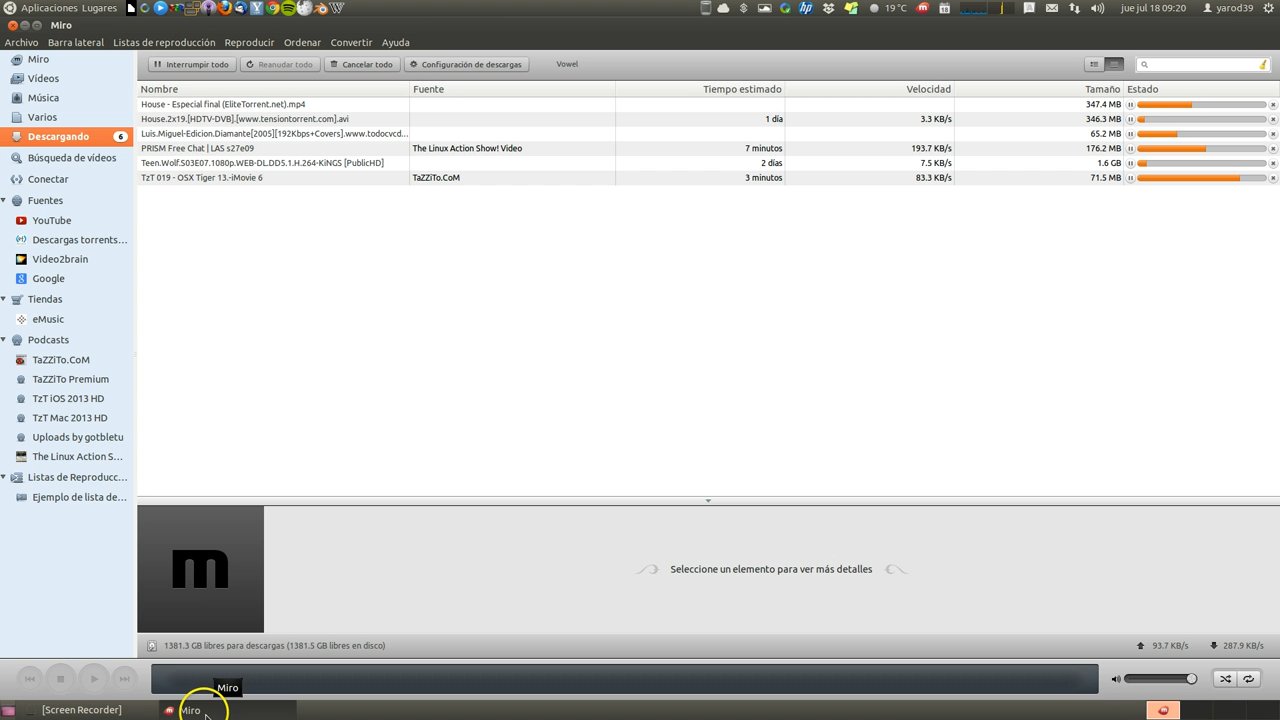 Aplicaciones Lugares
19 °C
jue jul 18 09:20
yarod39
Miro
Archivo Barra lateral Listas de reproducción Reproducir Ordenar Convertir Ayuda
Miro
Vídeos
Música
Varios
Descargando 6
Búsqueda de vídeos
Conectar
Fuentes
YouTube
Descargas torrents...
Video2brain
Google
Tiendas
eMusic
Podcasts
TaZZiTo.CoM
TaZZiTo Premium
TzT iOS 2013 HD
TzT Mac 2013 HD
Uploads by gotbletu
The Linux Action S...
Listas de Reproducc...
Ejemplo de lista de...
Interrumpir todo Reanudar todo Cancelar todo Configuración de descargas Vowel
Nombre Fuente Tiempo estimado Velocidad Tamaño Estado
House - Especial final (EliteTorrent.net).mp4 347.4 MB
House.2x19.[HDTV-DVB].[www.tensiontorrent.com].avi 1 día 3.3 KB/s 346.3 MB
Luis.Miguel-Edicion.Diamante[2005][192Kbps+Covers].www.todocvcd... 65.2 MB
PRISM Free Chat | LAS s27e09 The Linux Action Show! Video 7 minutos 193.7 KB/s 176.2 MB
Teen.Wolf.S03E07.1080p.WEB-DL.DD5.1.H.264-KiNGS [PublicHD] 2 días 7.5 KB/s 1.6 GB
TzT 019 - OSX Tiger 13.-iMovie 6 TaZZiTo.CoM 3 minutos 83.3 KB/s 71.5 MB
m
Seleccione un elemento para ver más detalles
1381.3 GB libres para descargas (1381.5 GB libres en disco) 93.7 KB/s 287.9 KB/s
Miro
[Screen Recorder] Miro